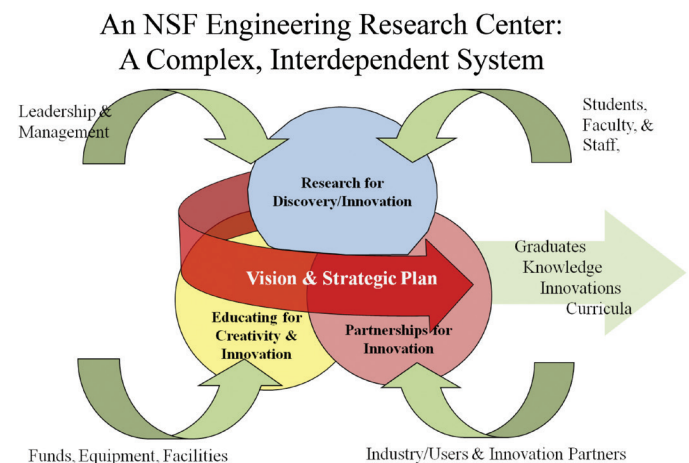 An NSF Engineering Research Center:
A Complex, Interdependent System
Leadership &
Management
Students,
Faculty, &
Staff,
Research for
Discovery/Innovation
Graduates
Knowledge
Innovations
Curricula
Vision & Strategic Plan
Educating for
Creativity &
Innovation
Partnerships for
Innovation
Funds, Equipment, Facilities
Industry/Users & Innovation Partners